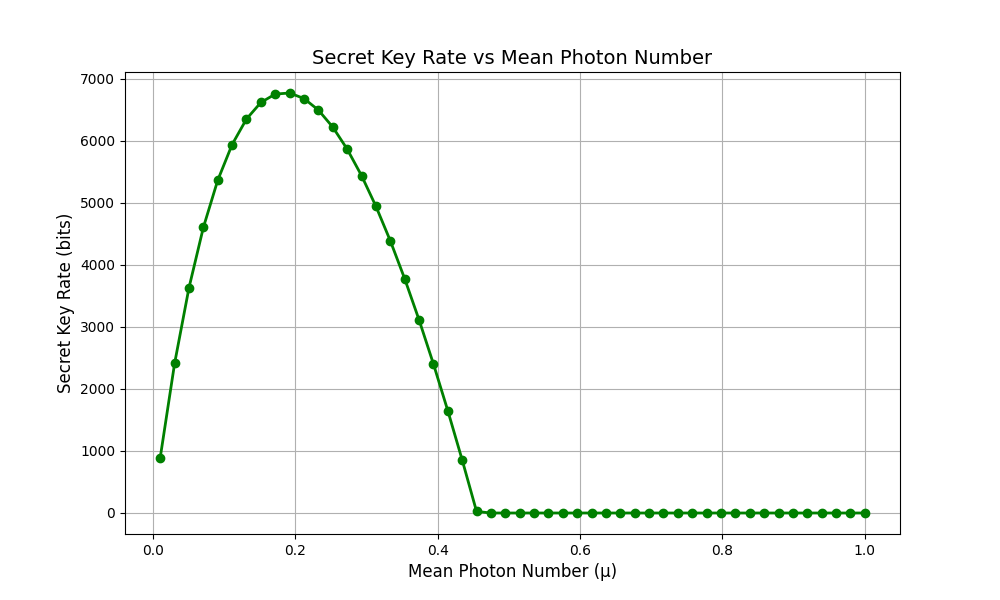 Secret Key Rate vs Mean Photon Number
7000
6000
5000
4000
3000
2000
1000
0
Secret Key Rate (bits)
0.0 0.2 0.4 0.6 0.8 1.0
Mean Photon Number (μ)